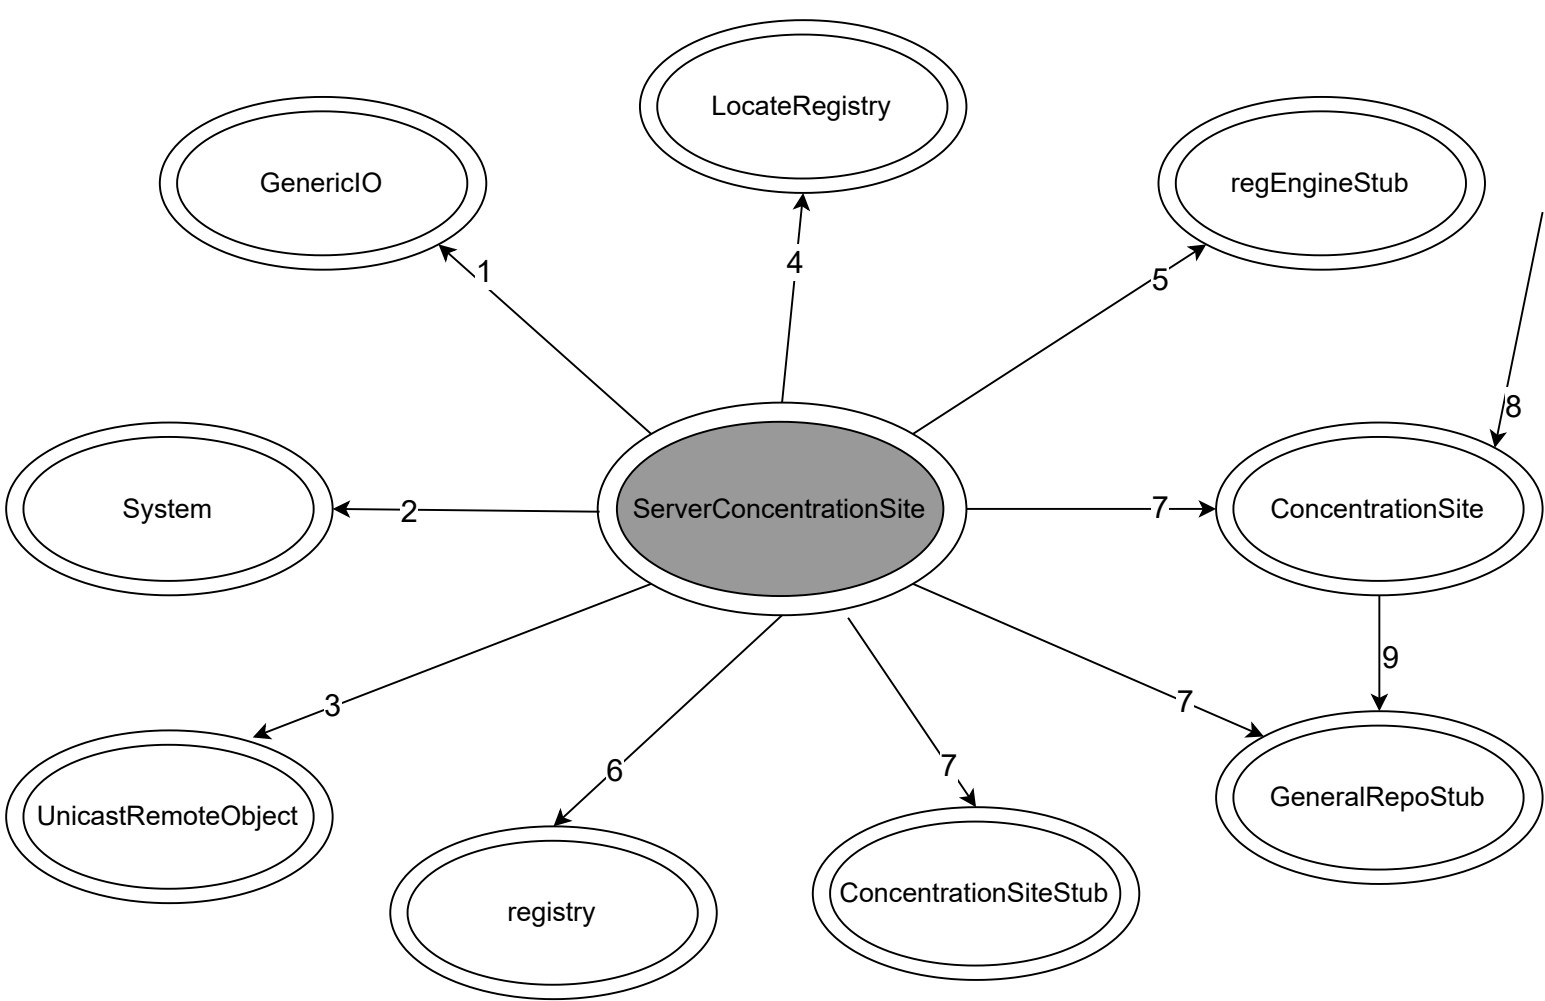 LocateRegistry
GenericIO
regEngineStub
1
4
5
8
System
2
ServerConcentrationSite
7
ConcentrationSite
9
3
7
6
7
UnicastRemoteObject
GeneralRepoStub
registry
ConcentrationSiteStub